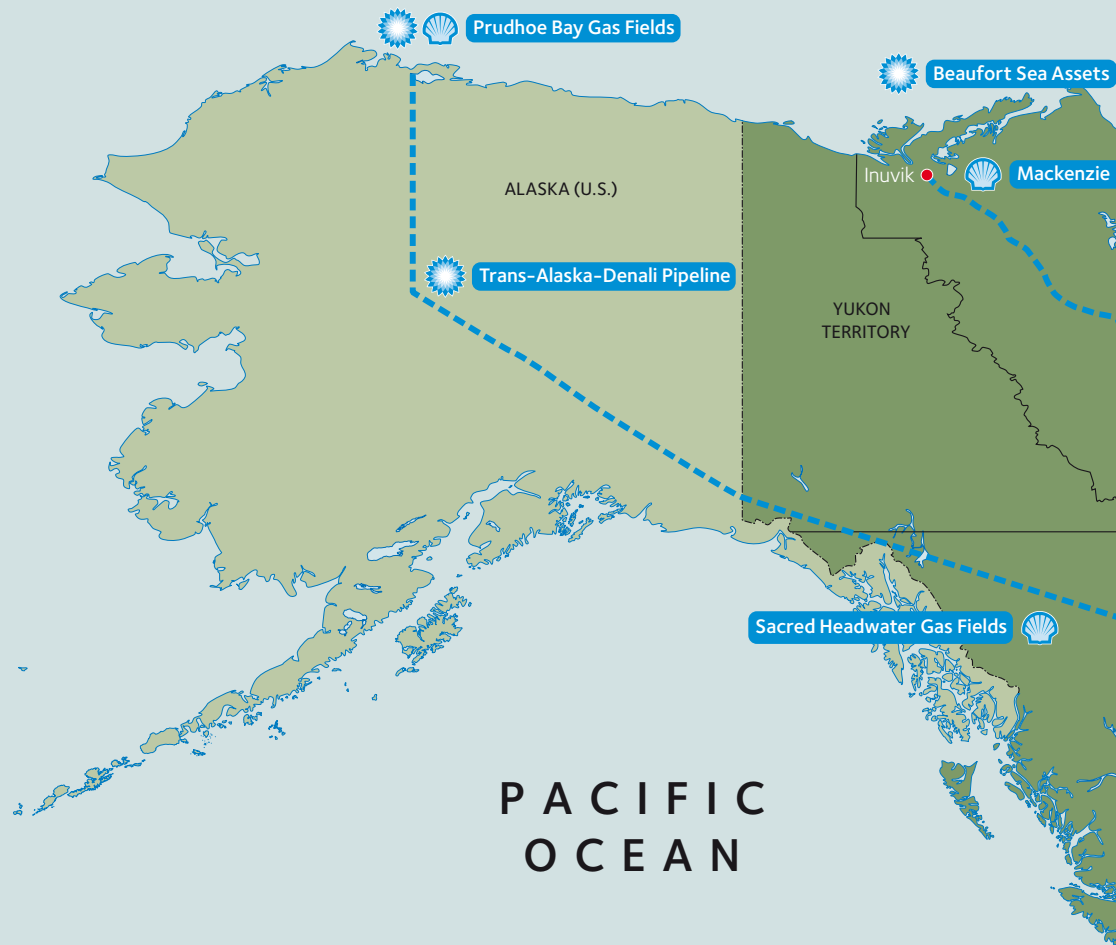 Prudhoe Bay Gas Fields
Beaufort Sea Assets
Inuvik
Mackenzie
ALASKA (U.S.)
Trans-Alaska-Denali Pipeline
YUKON
TERRITORY
Sacred Headwater Gas Fields
PACIFIC
OCEAN